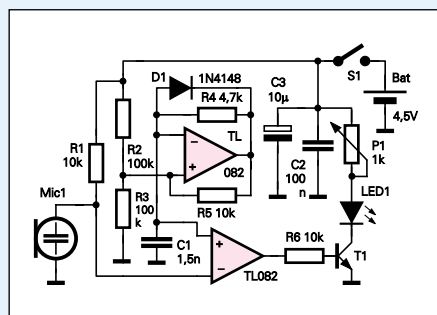 D1
1N4148
R4 4,7k
C3
10µ
S1
Bat
4,5V
R1
10k
R2
100k
−
+
TL
082
C2
100
n
P1
1k
Mic1
R3
100
k
R5 10k
LED1
C1
1,5n
+
−
TL082
R6 10k
T1